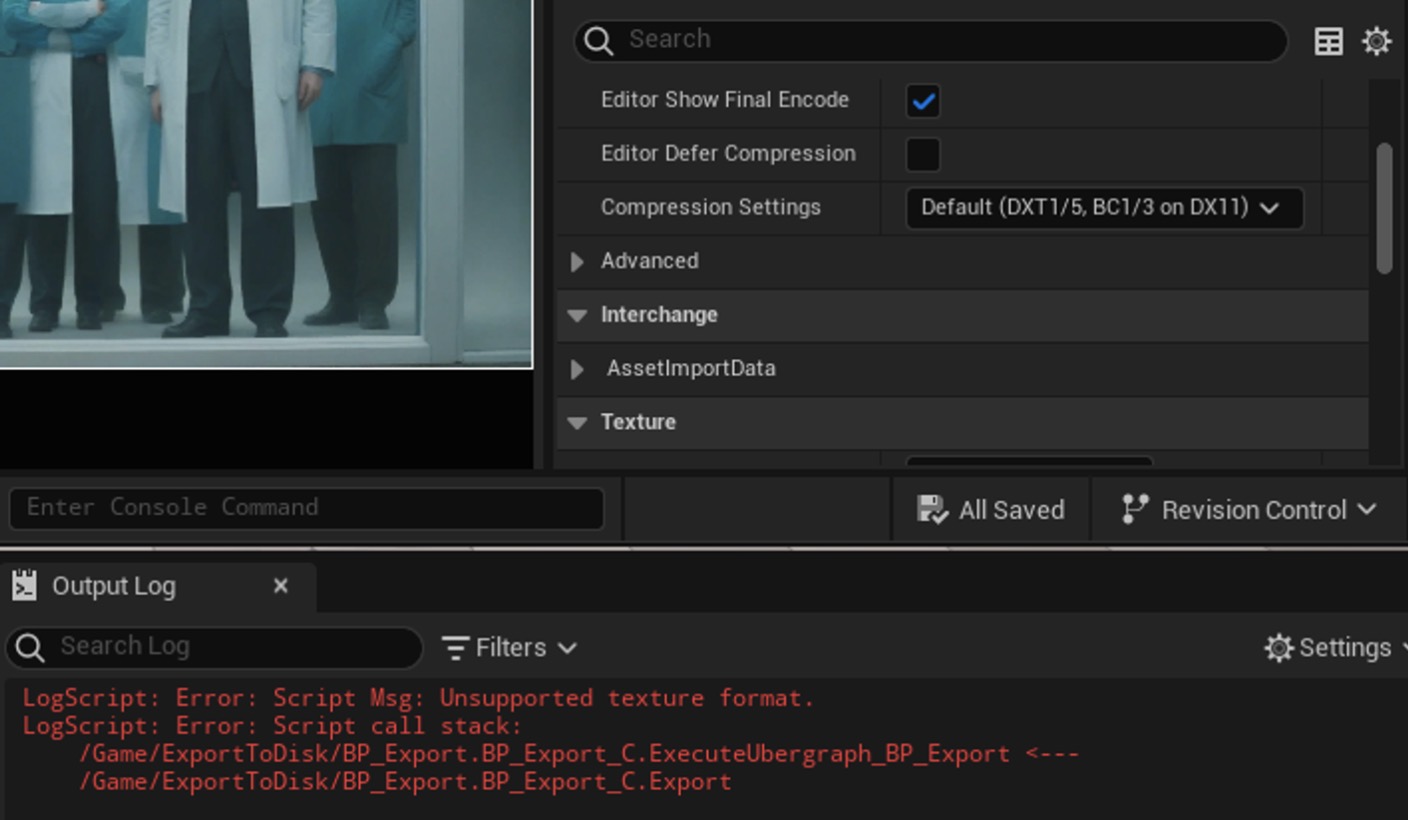 Search
Editor Show Final Encode
Editor Defer Compression
Compression Settings
Default (DXT1/5, BC1/3 on DX11)
Advanced
Interchange
AssetImportData
Texture
Enter Console Command
All Saved
Revision Control
Output Log
Search Log
Filters
Settings
LogScript: Error: Script Msg: Unsupported texture format.
LogScript: Error: Script call stack:
/Game/ExportToDisk/BP_Export.BP_Export_C.ExecuteUbergraph_BP_Export <---
/Game/ExportToDisk/BP_Export.BP_Export_C.Export